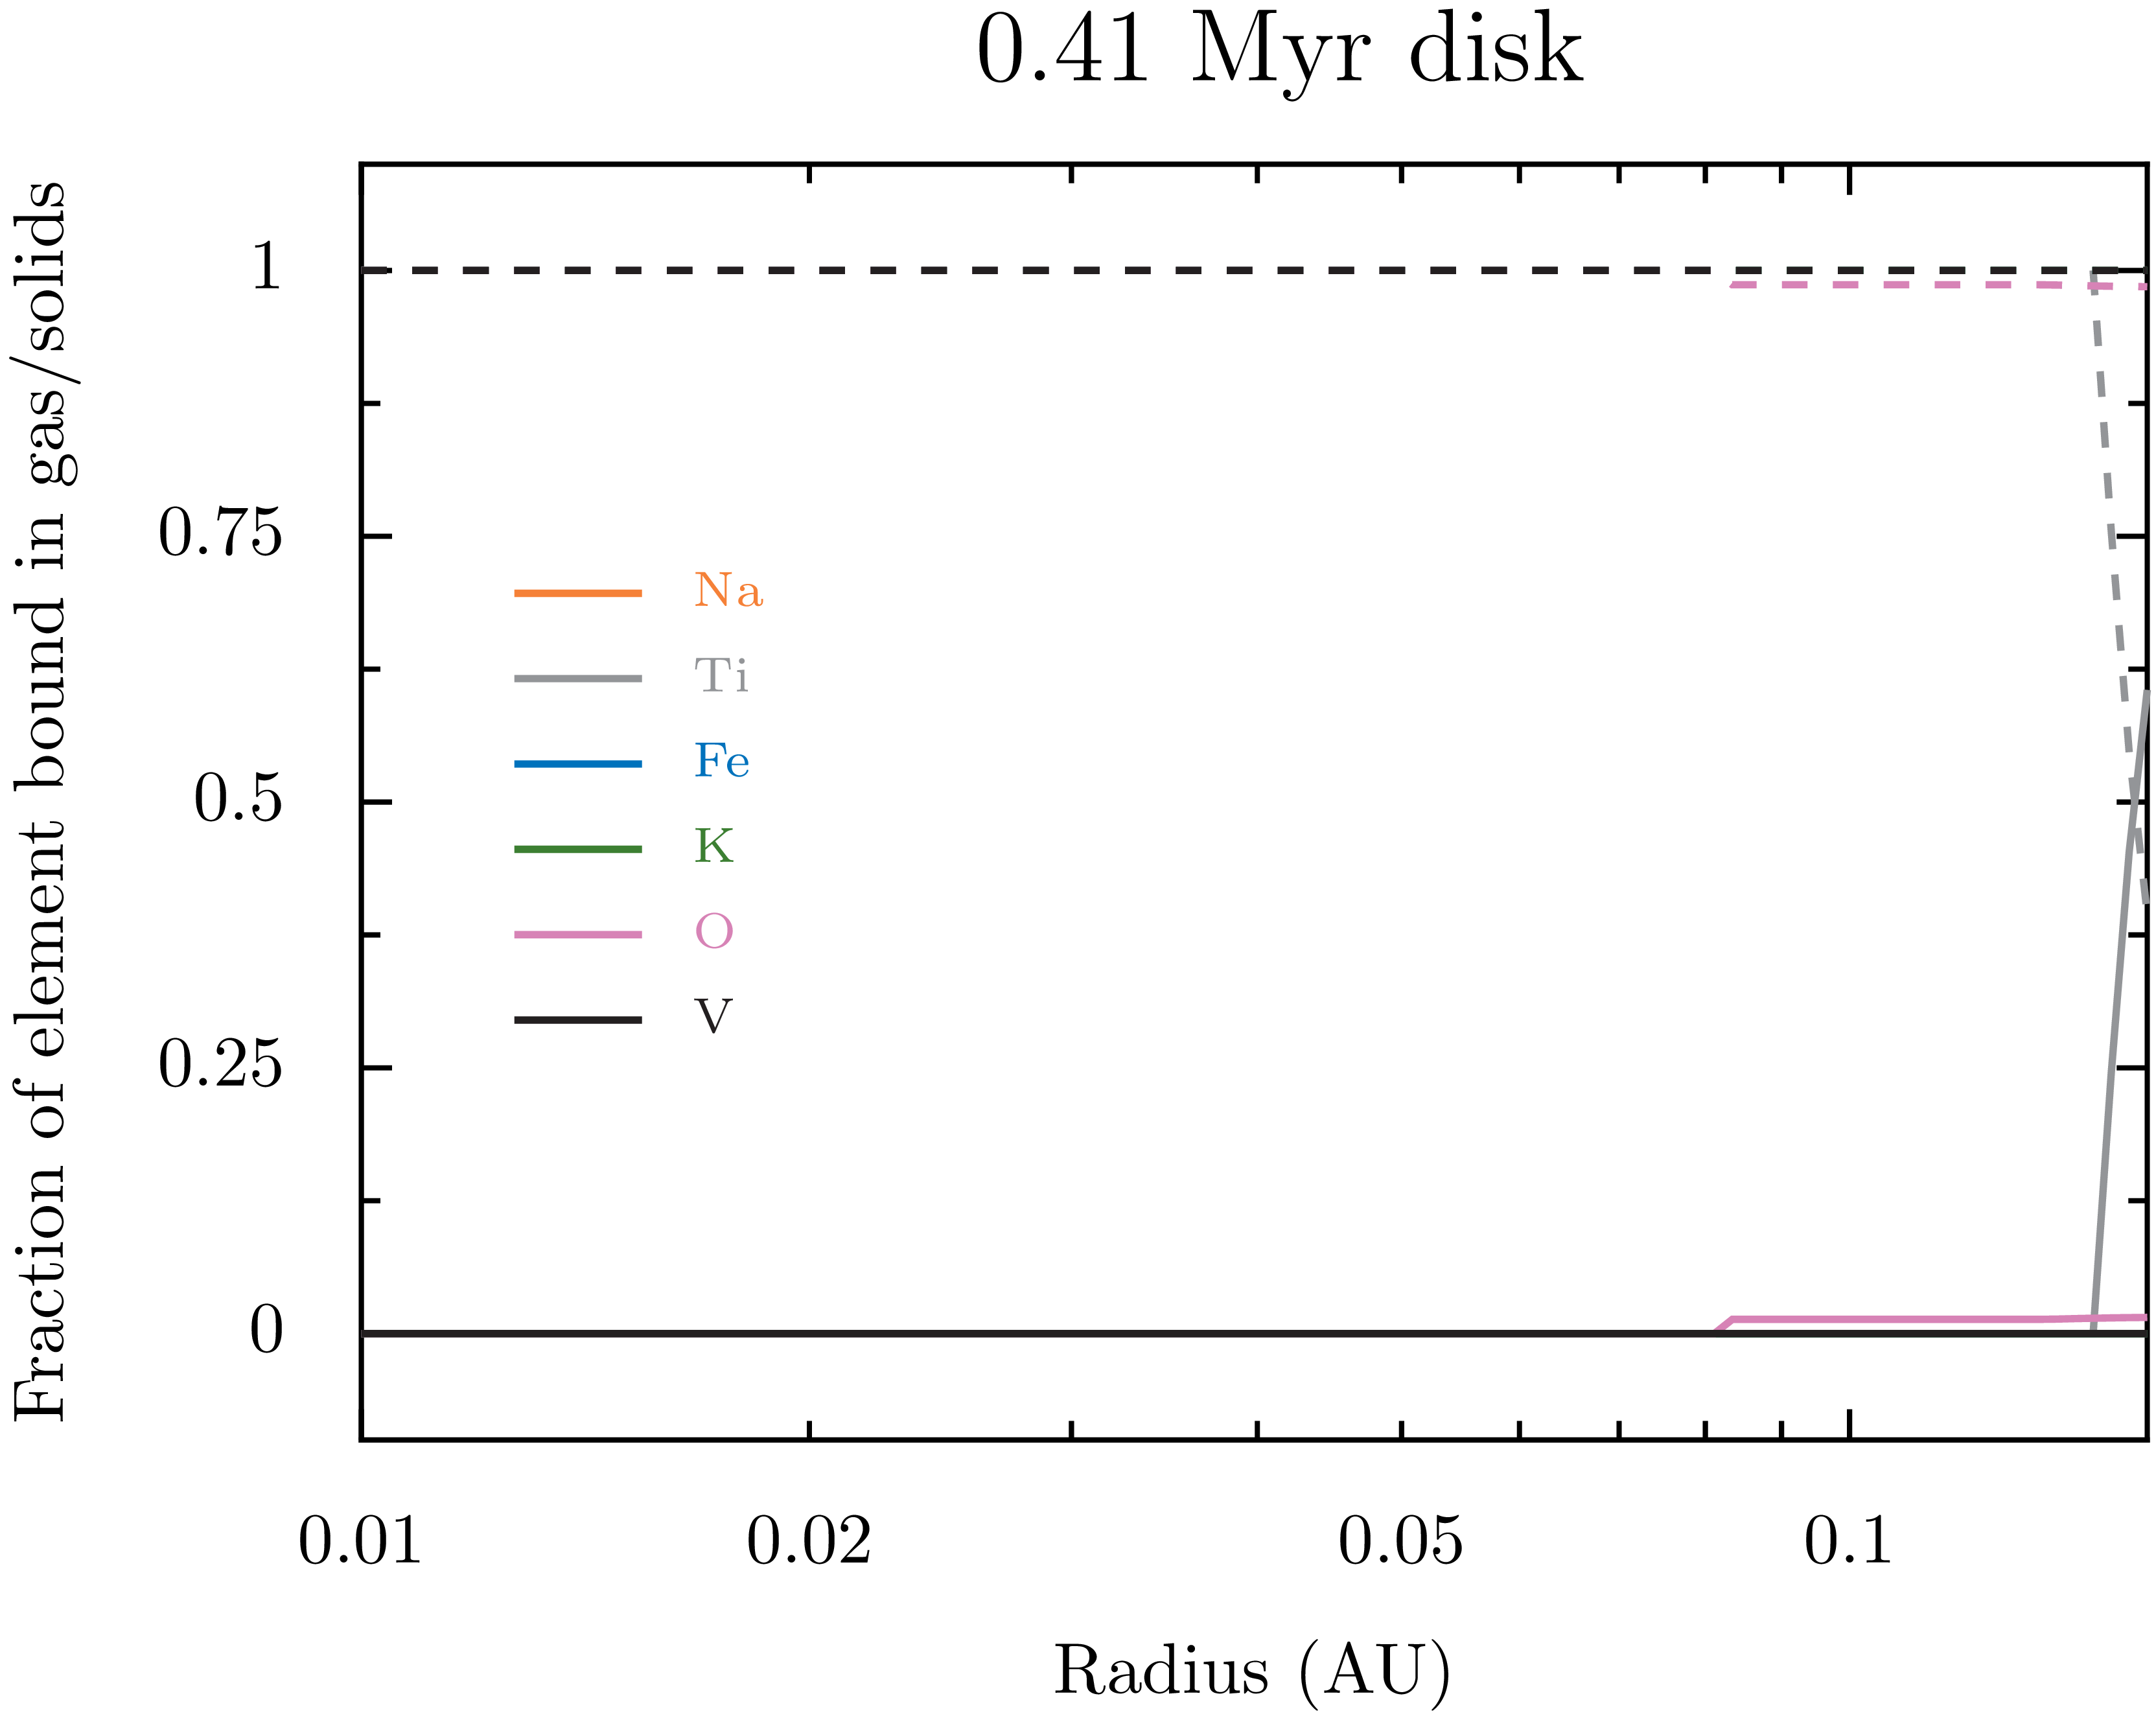 0.41 Myr disk
Fraction of element bound in gas/solids
1
0.75
0.5
0.25
0
Na
Ti
Fe
K
O
V
0.01 0.02 0.05 0.1
Radius (AU)